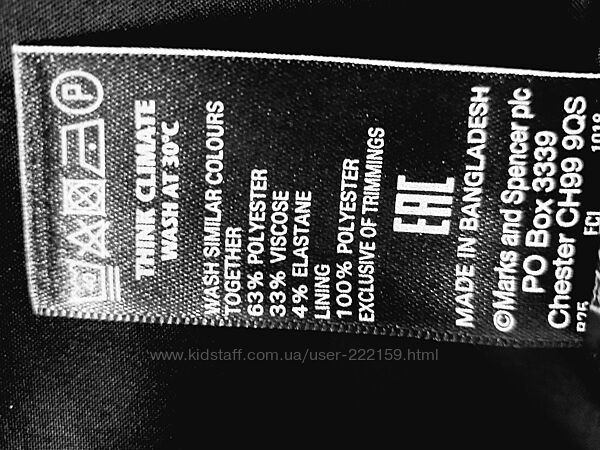 THINK CLIMATE
WASH AT 30°C
WASH SIMILAR COLOURS
TOGETHER
63% POLYESTER
33% VISCOSE
4% ELASTANE
LINING
100% POLYESTER
EXCLUSIVE OF TRIMMINGS
EAC
MADE IN BANGLADESH
©Marks and Spencer plc
PO Box 3339
Chester CH99 9QS
P
www.kidstaff.com.ua/user-222159.html